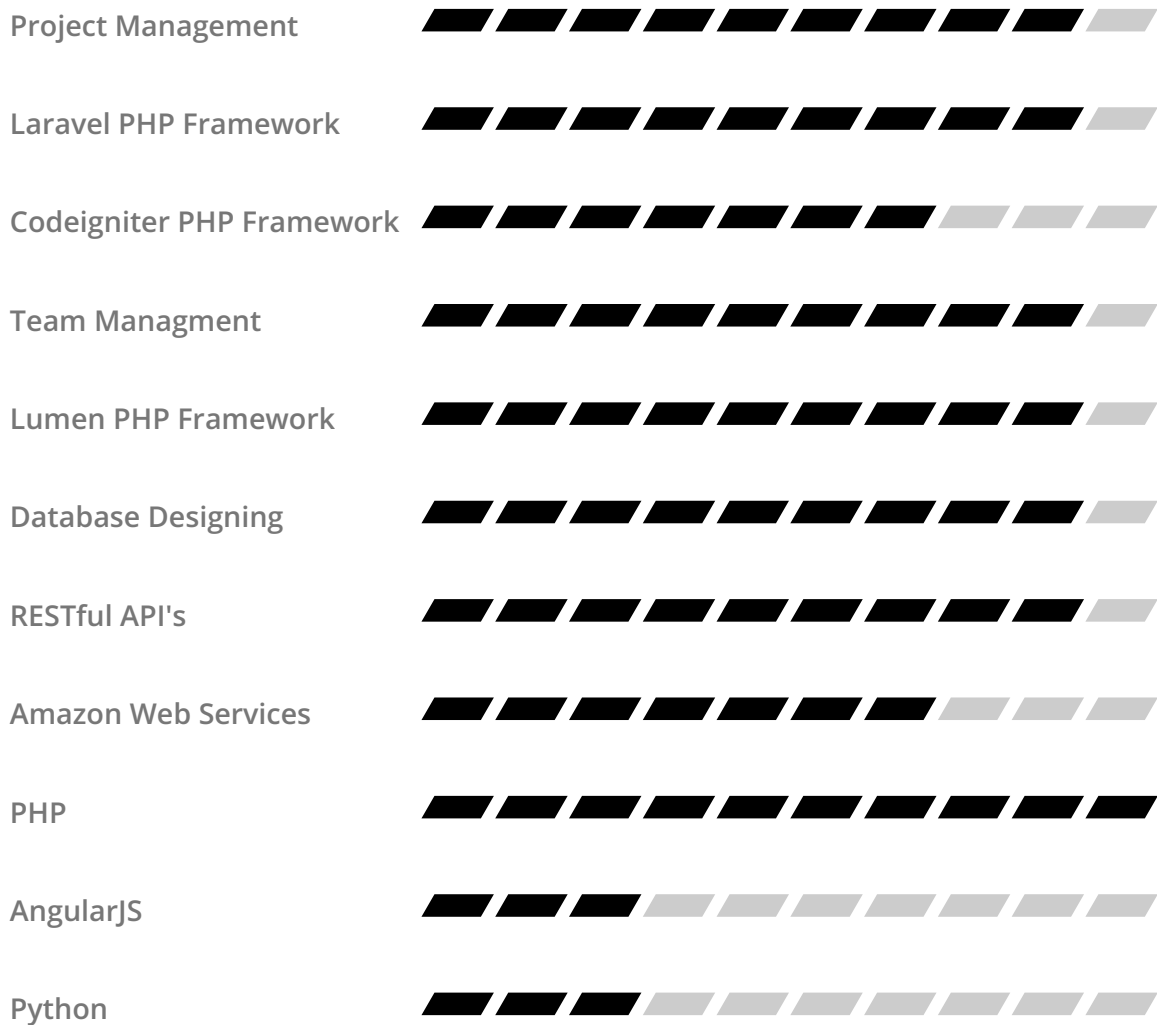 Project Management
Laravel PHP Framework
Codeigniter PHP Framework
Team Managment
Lumen PHP Framework
Database Designing
RESTful API's
Amazon Web Services
PHP
AngularJS
Python